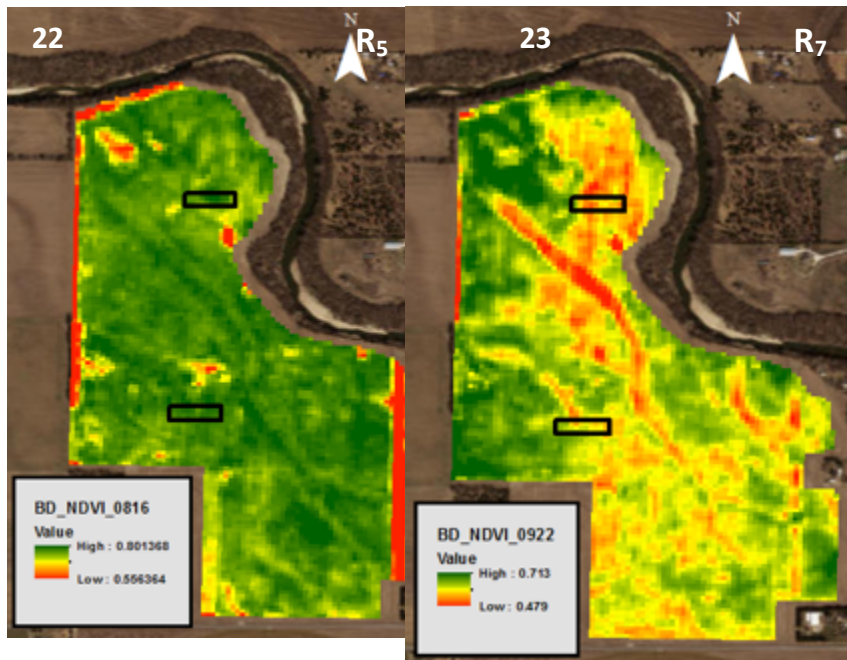 22
N
R5
BD_NDVI_0816
Value
High : 0.801368
Low : 0.556364
23
N
R7
BD_NDVI_0922
Value
High : 0.713
Low : 0.479